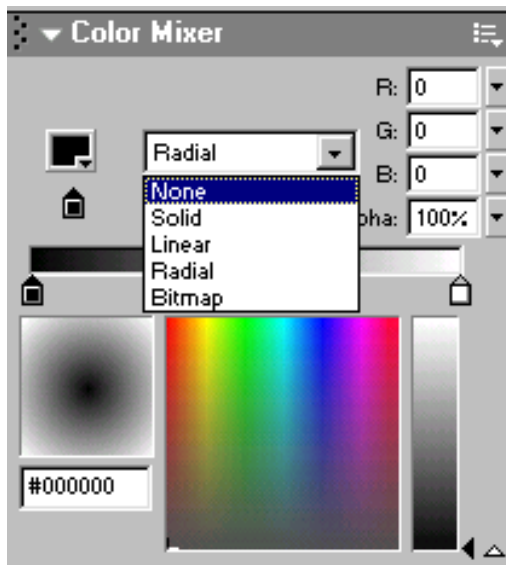 Color Mixer
R: 0
G: 0
Radial
B: 0
None
pha: 100%
Solid
Linear
Radial
Bitmap
#000000